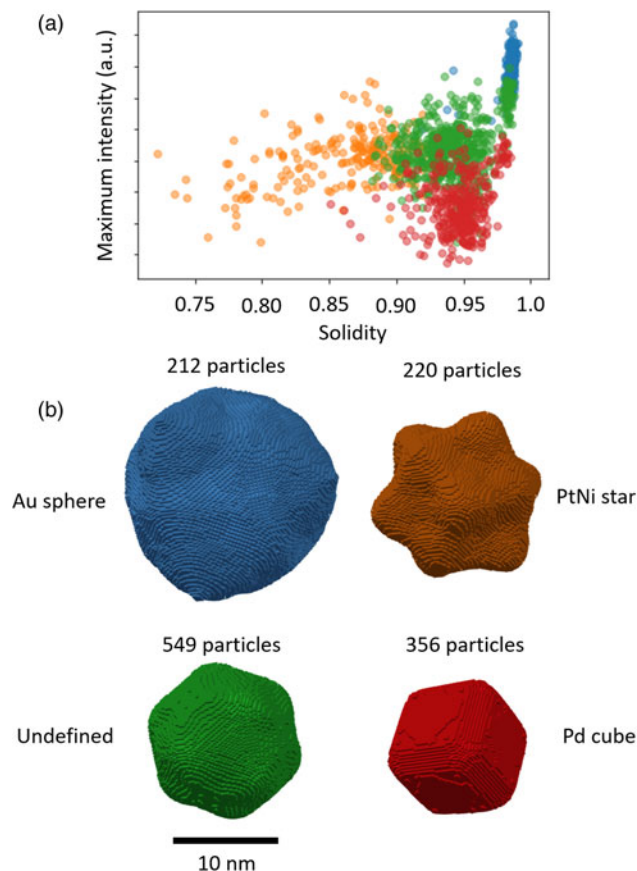 (a)
Maximum intensity (a.u.)
0.75 0.80 0.85 0.90 0.95 1.0
Solidity
212 particles 220 particles
(b)
Au sphere PtNi star
549 particles 356 particles
Undefined Pd cube
10 nm